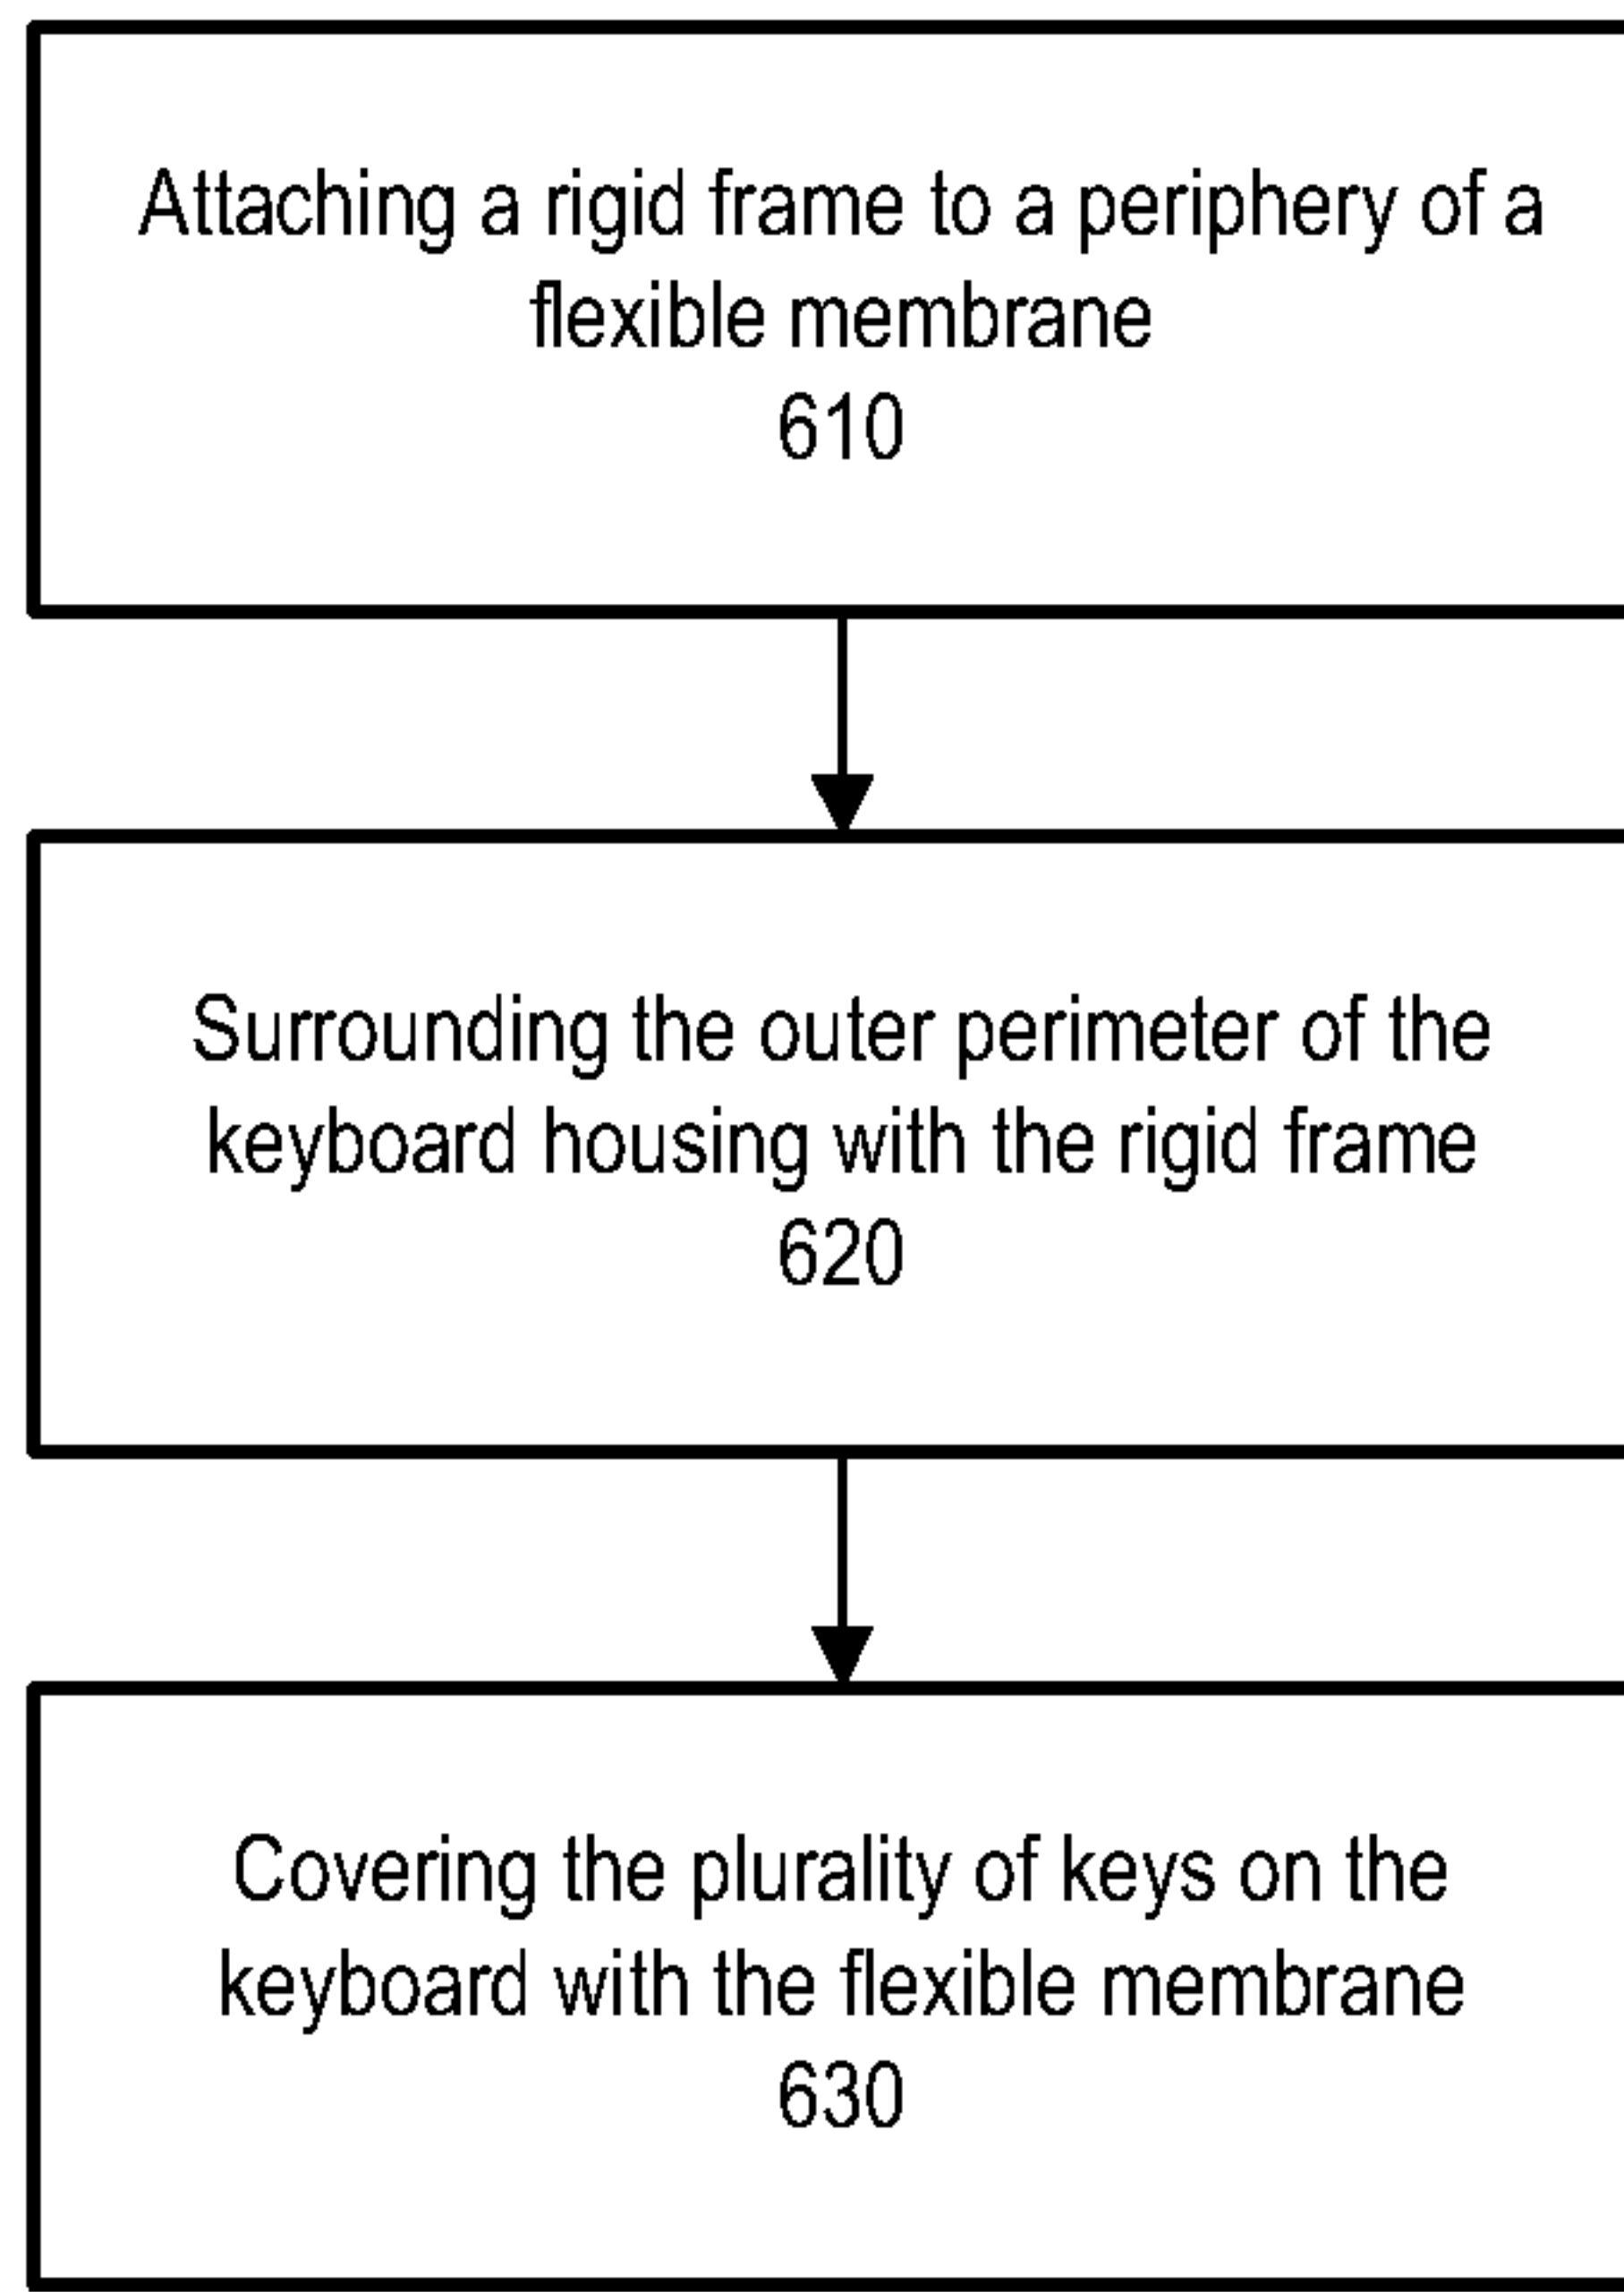 Attaching a rigid frame to a periphery of a
flexible membrane
610
Surrounding the outer perimeter of the
keyboard housing with the rigid frame
620
Covering the plurality of keys on the
keyboard with the flexible membrane
630